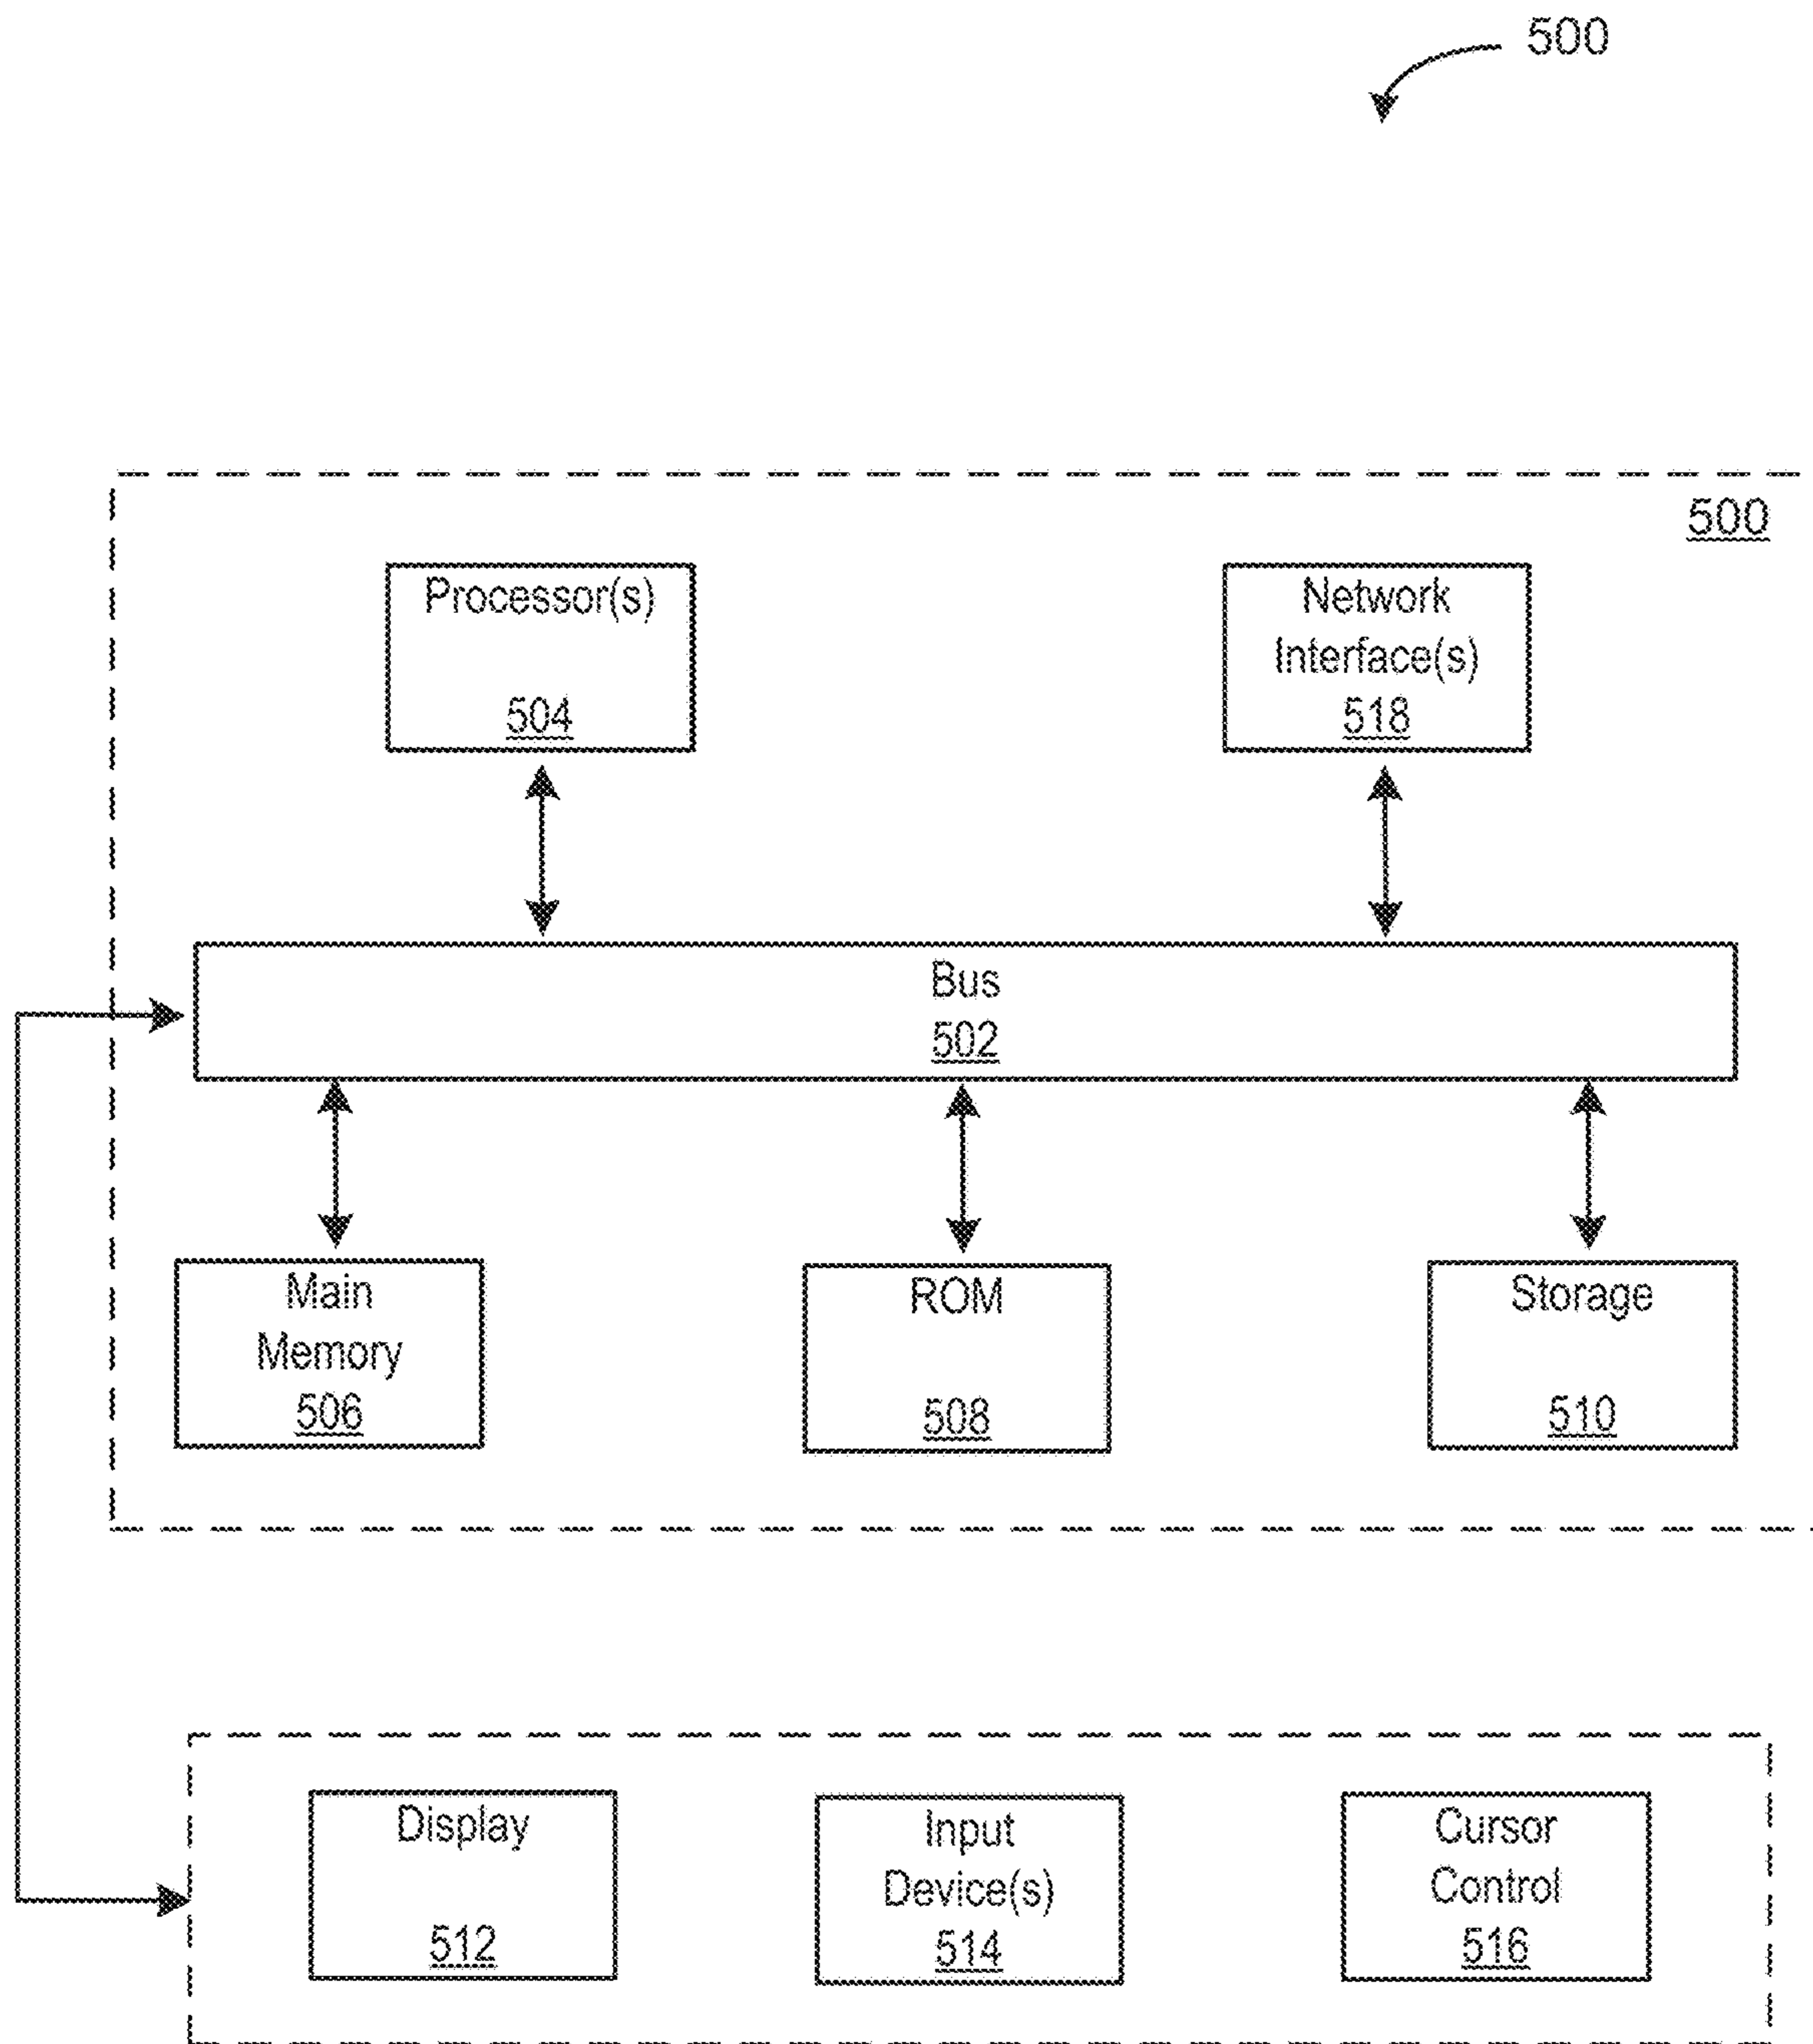 500
500
Processor(s)
504
Network
Interface(s)
518
Bus
502
Main
Memory
506
ROM
508
Storage
510
Display
512
Input
Device(s)
514
Cursor
Control
516